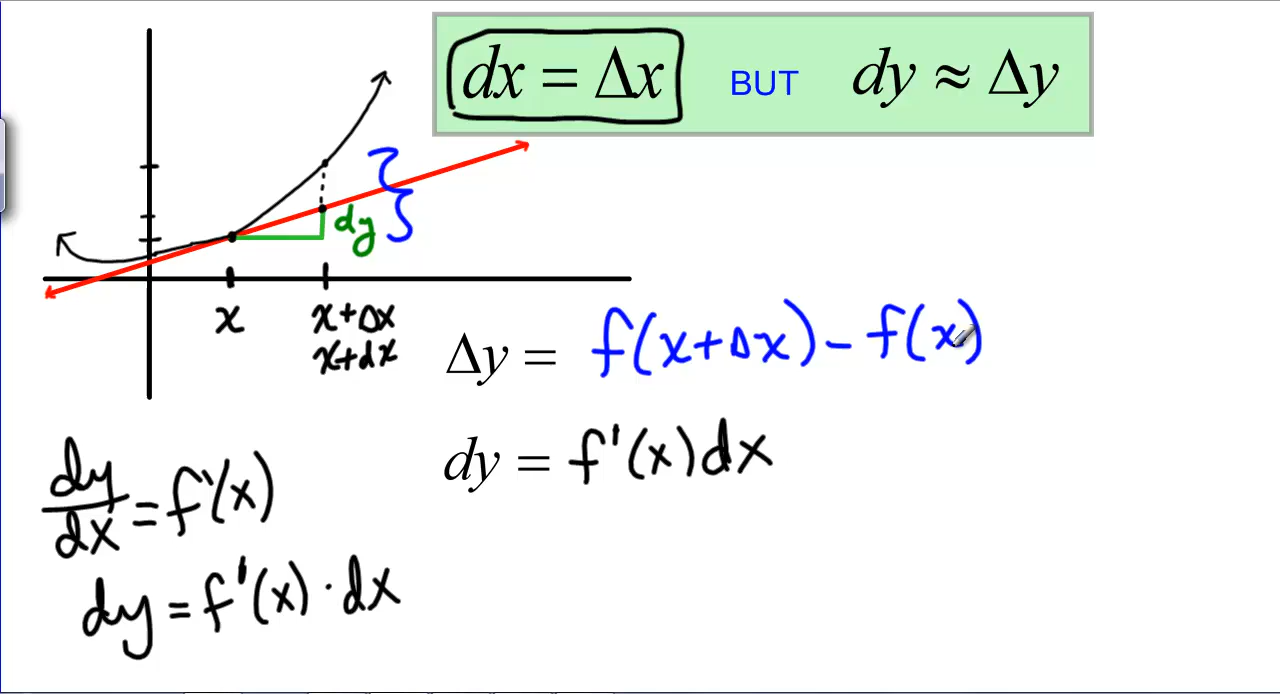 dx = Δx BUT dy ≈ Δy
dy
x
x+Δx
x+dx
Δy = f(x+Δx) – f(x)
dy = f'(x)dx
dy/dx = f'(x)
dy = f'(x) · dx